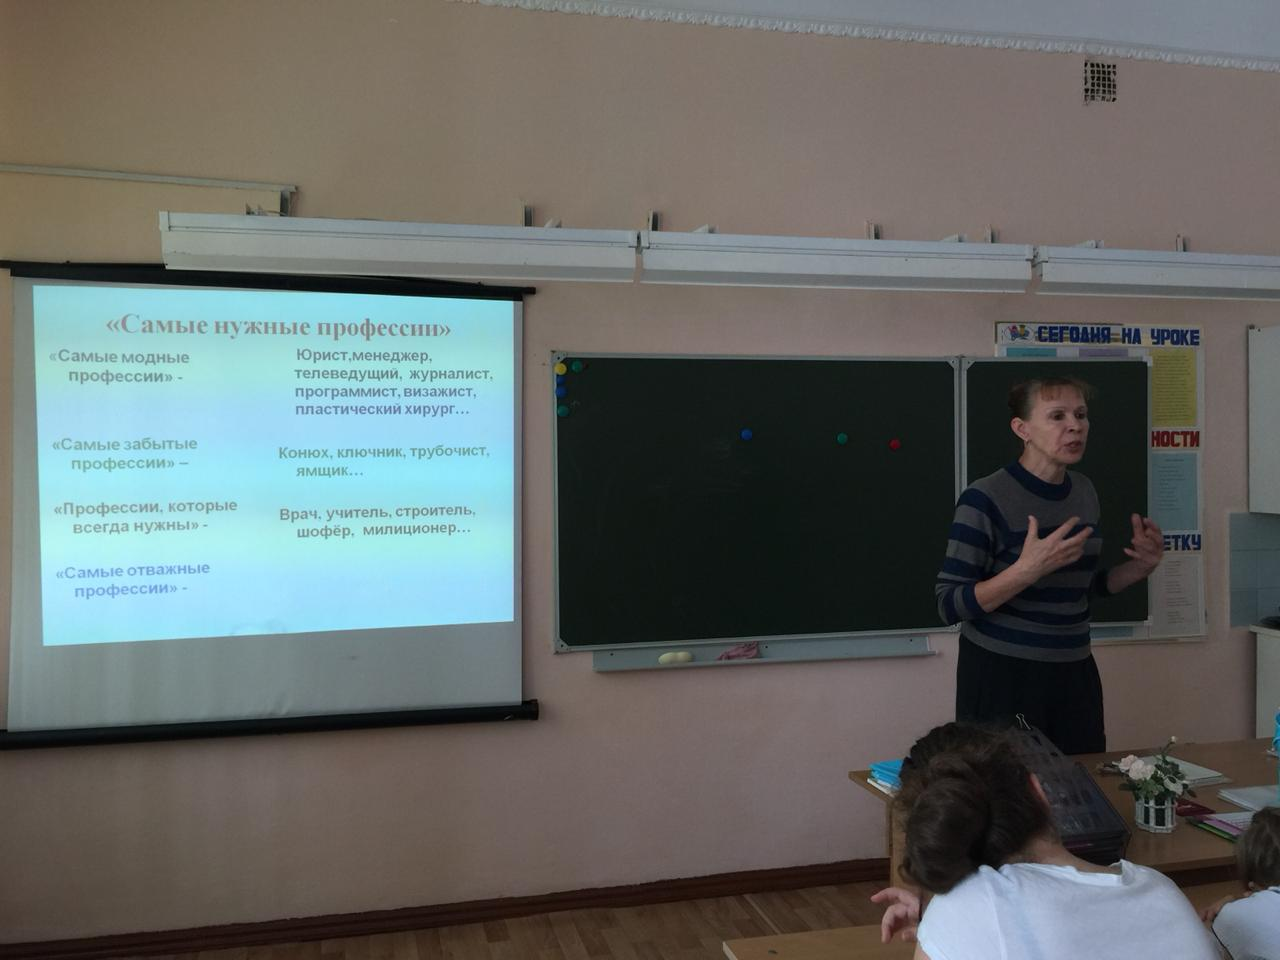 «Самые нужные профессии»
«Самые модные
профессии» -
Юрист,менеджер,
телеведущий, журналист,
программист, визажист,
пластический хирург…
«Самые забытые
профессии» –
Конюх, ключник, трубочист,
ямщик…
«Профессии, которые
всегда нужны» -
Врач, учитель, строитель,
шофёр, милиционер…
«Самые отважные
профессии» -
СЕГОДНЯ НА УРОКЕ
НОСТИ
ЕТКУ